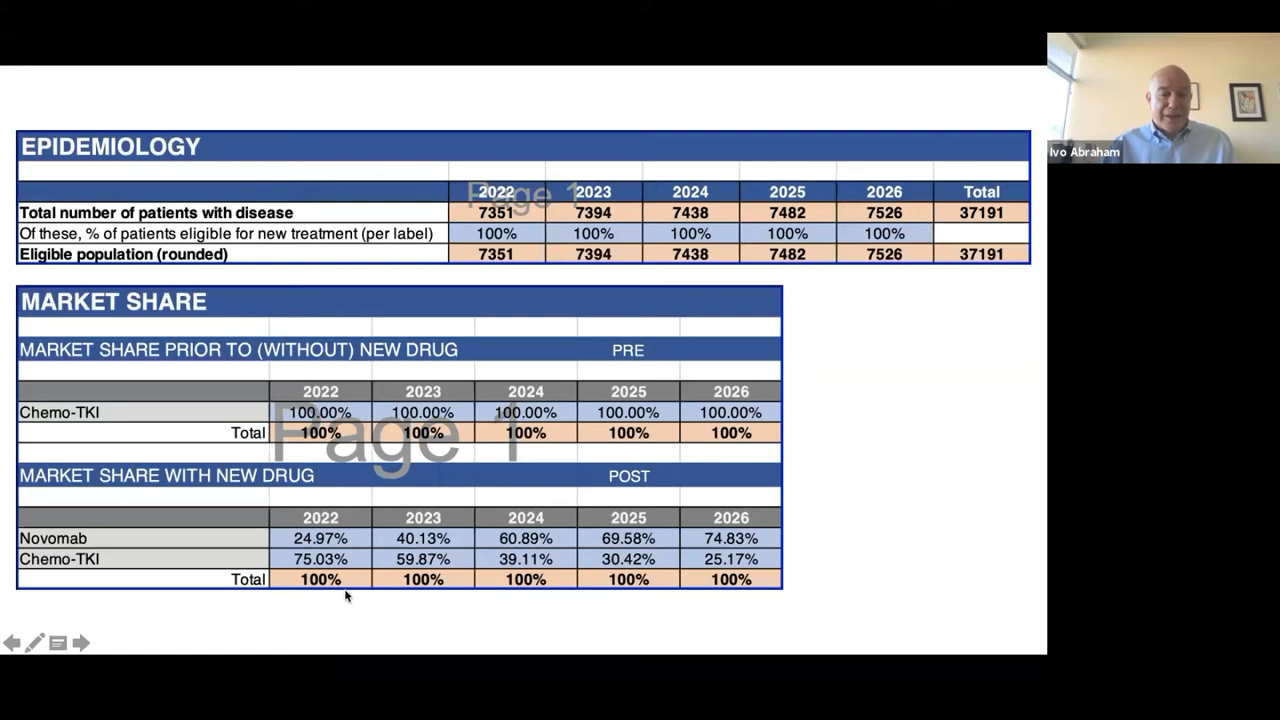 Ivo Abraham
EPIDEMIOLOGY
Page 1
2022 2023 2024 2025 2026 Total
Total number of patients with disease 7351 7394 7438 7482 7526 37191
Of these, % of patients eligible for new treatment (per label) 100% 100% 100% 100% 100%
Eligible population (rounded) 7351 7394 7438 7482 7526 37191
MARKET SHARE
MARKET SHARE PRIOR TO (WITHOUT) NEW DRUG PRE
2022 2023 2024 2025 2026
Chemo-TKI 100.00% 100.00% 100.00% 100.00% 100.00%
Total 100% 100% 100% 100% 100%
Page 1
MARKET SHARE WITH NEW DRUG POST
2022 2023 2024 2025 2026
Novomab 24.97% 40.13% 60.89% 69.58% 74.83%
Chemo-TKI 75.03% 59.87% 39.11% 30.42% 25.17%
Total 100% 100% 100% 100% 100%